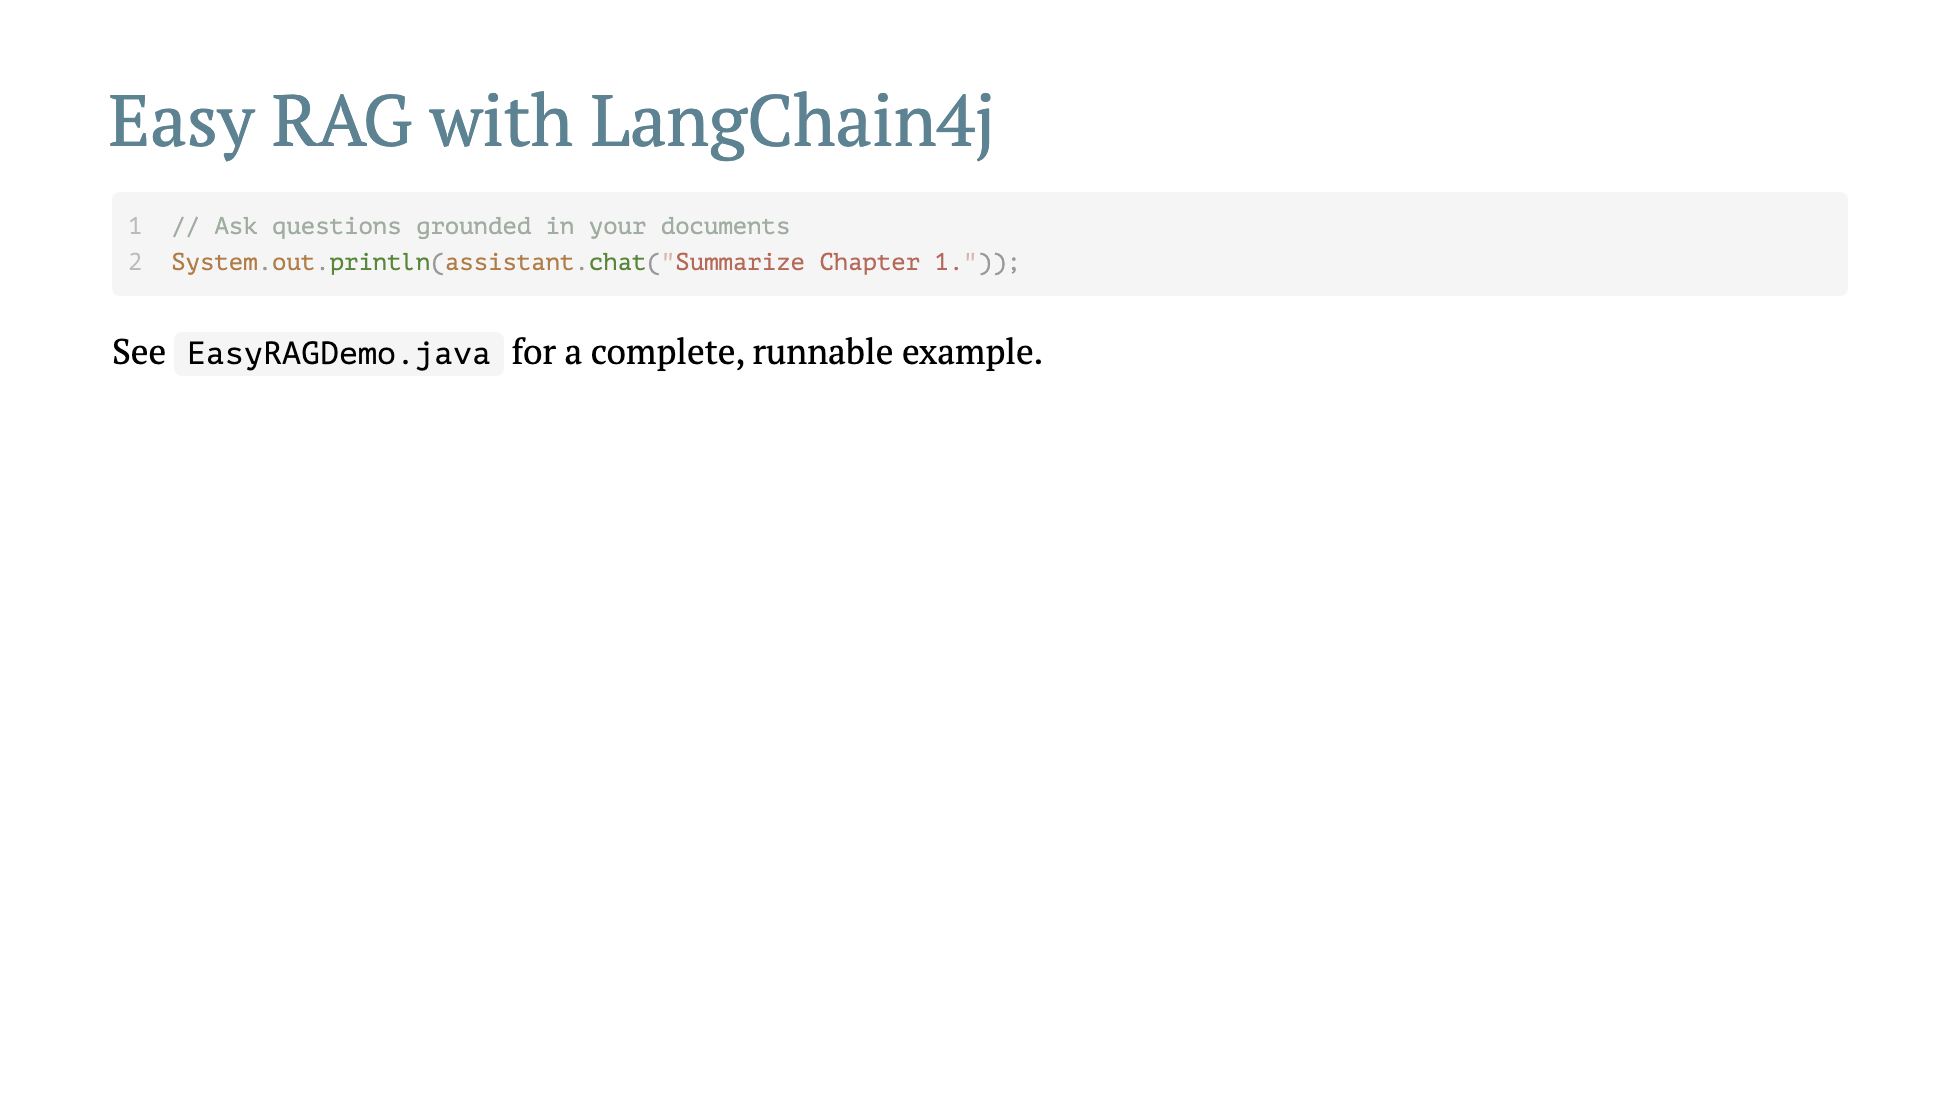 Easy RAG with LangChain4j
1 // Ask questions grounded in your documents
2 System.out.println(assistant.chat("Summarize Chapter 1."));
See EasyRAGDemo.java for a complete, runnable example.